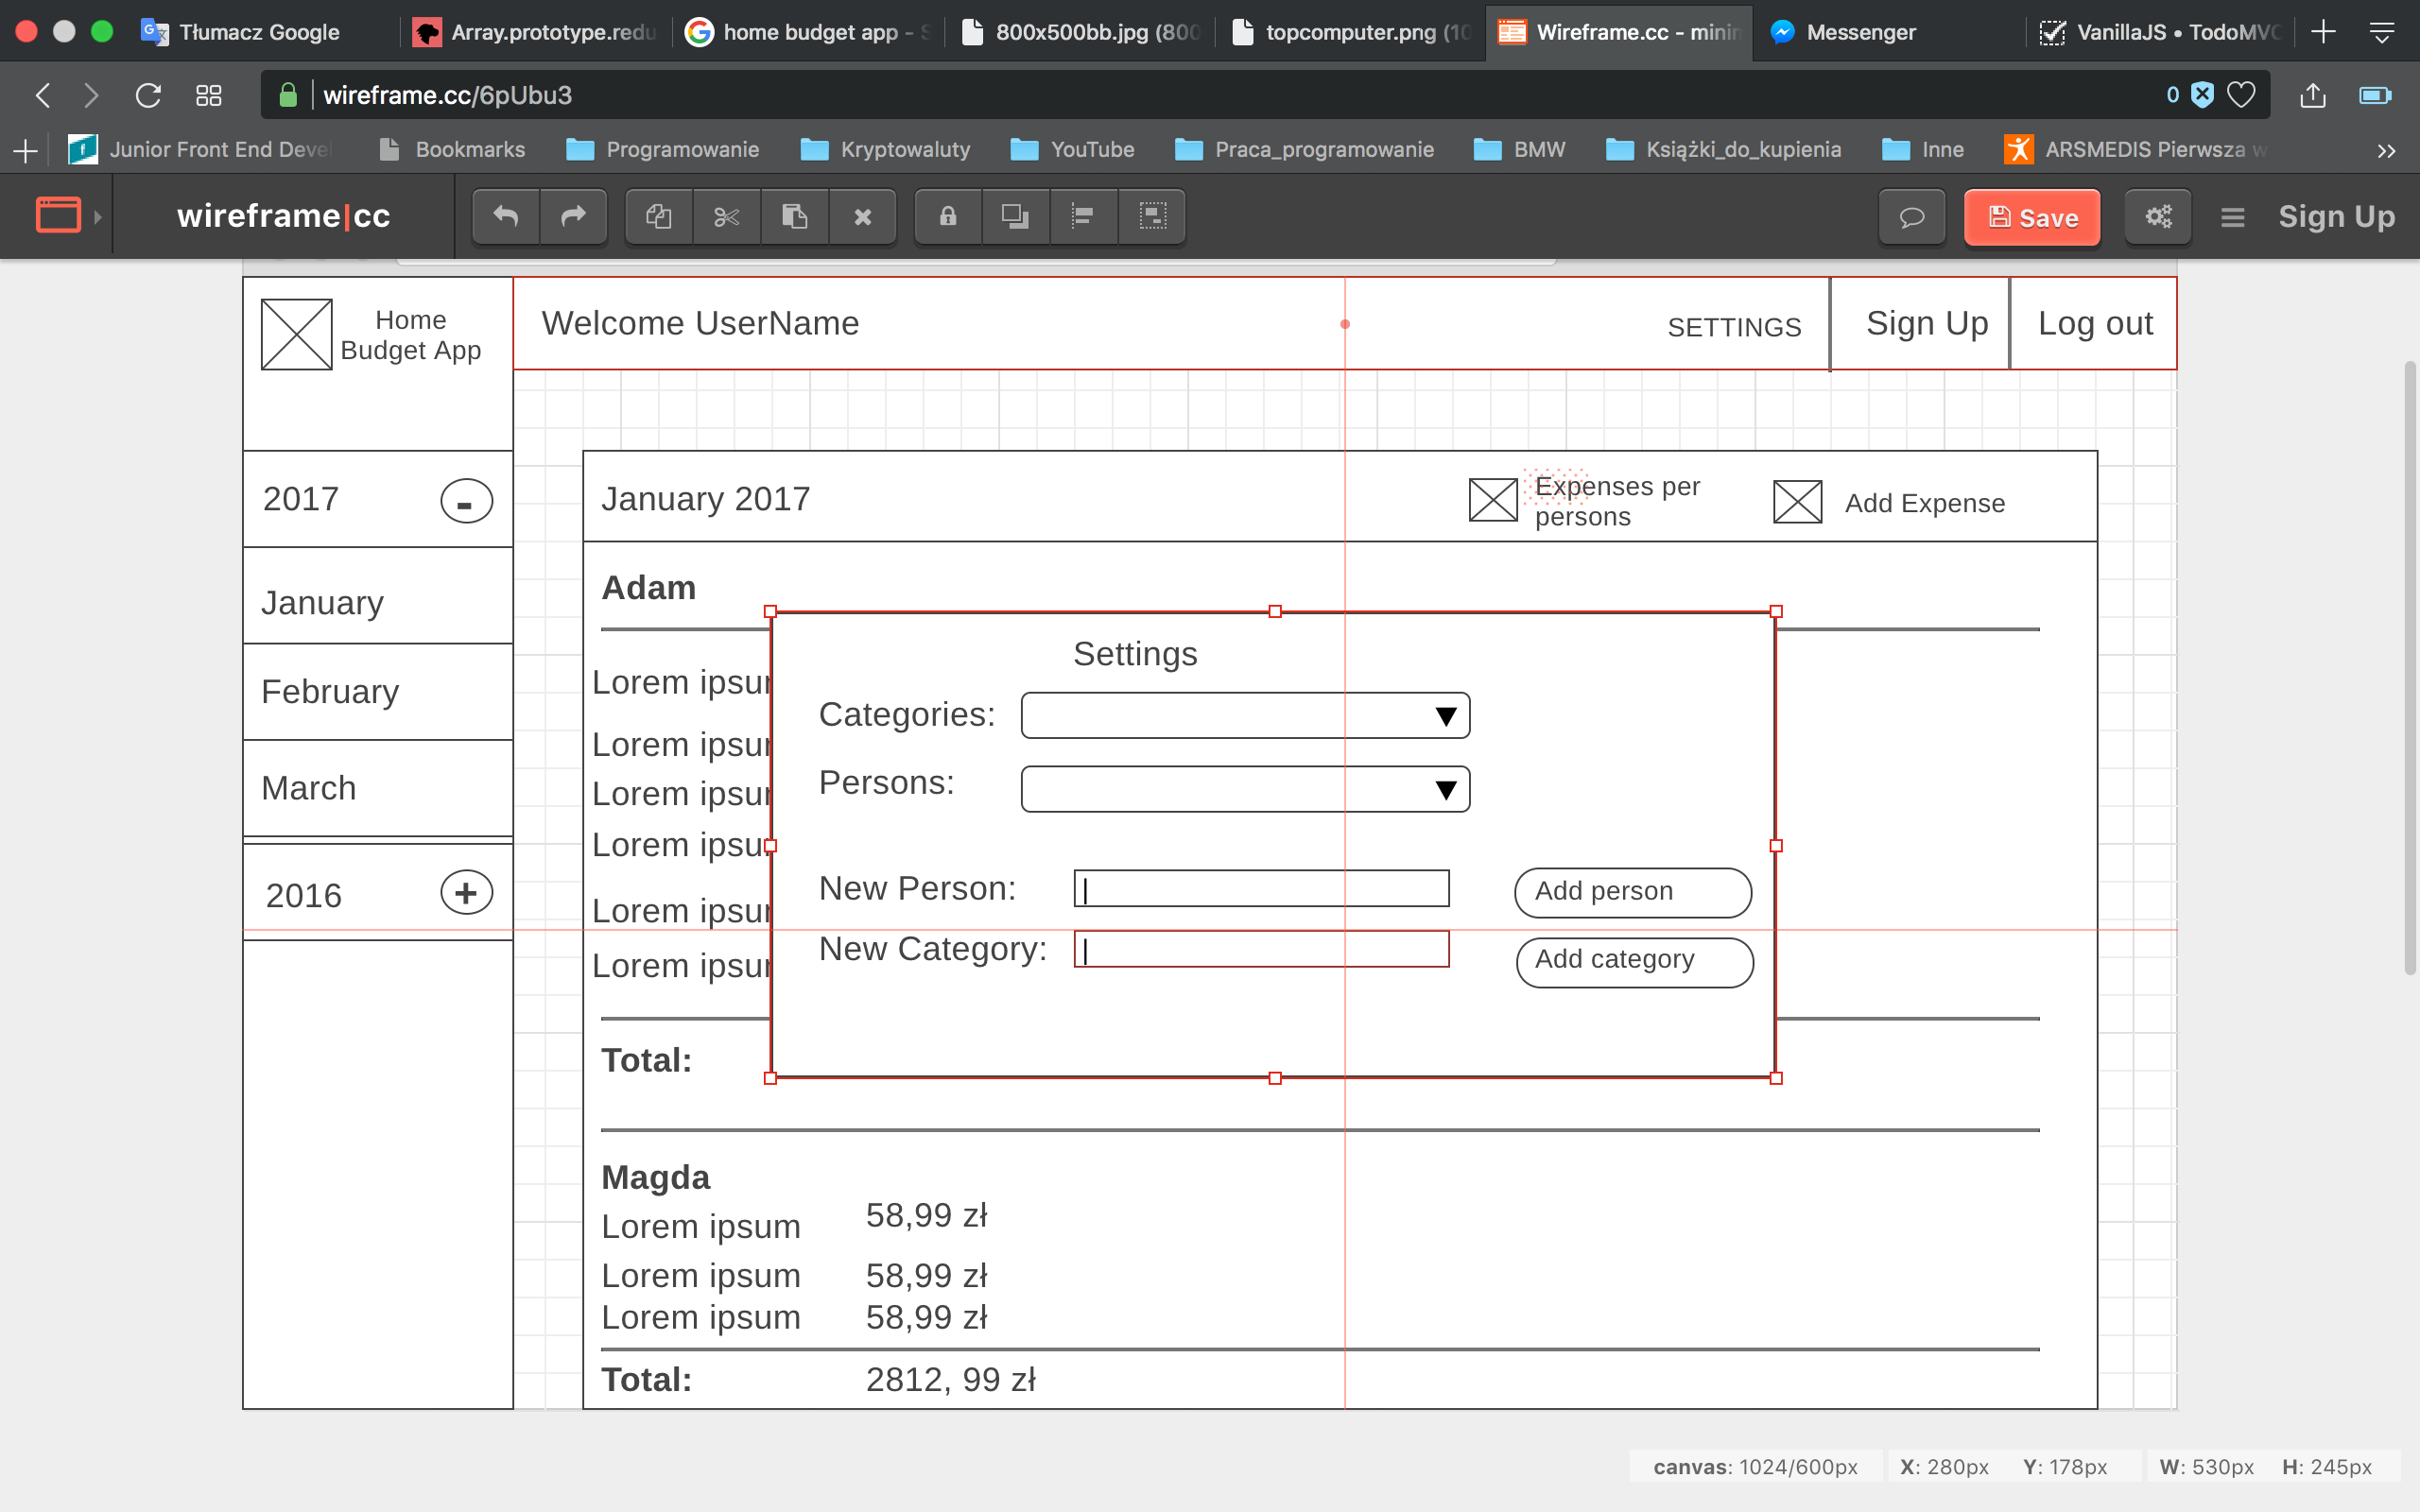 Tłumacz Google
Array.prototype.redu
home budget app - S
800x500bb.jpg (800
topcomputer.png (10
Wireframe.cc - minin
Messenger
VanillaJS • TodoMVC
wireframe.cc/6pUbu3
0
Junior Front End Devel
Bookmarks
Programowanie
Kryptowaluty
YouTube
Praca_programowanie
BMW
Książki_do_kupienia
Inne
ARSMEDIS Pierwsza w
wireframe|cc
Save
Sign Up
Home
Budget App
Welcome UserName
SETTINGS
Sign Up
Log out
2017
-
January
February
March
2016
+
January 2017
Expenses per
persons
Add Expense
Adam
Lorem ipsum
Lorem ipsum
Lorem ipsum
Lorem ipsu
Lorem ipsum
Lorem ipsum
Total:
Settings
Categories:
Persons:
New Person:
Add person
New Category:
Add category
Magda
Lorem ipsum 58,99 zł
Lorem ipsum 58,99 zł
Lorem ipsum 58,99 zł
Total: 2812, 99 zł
canvas: 1024/600px X: 280px Y: 178px W: 530px H: 245px